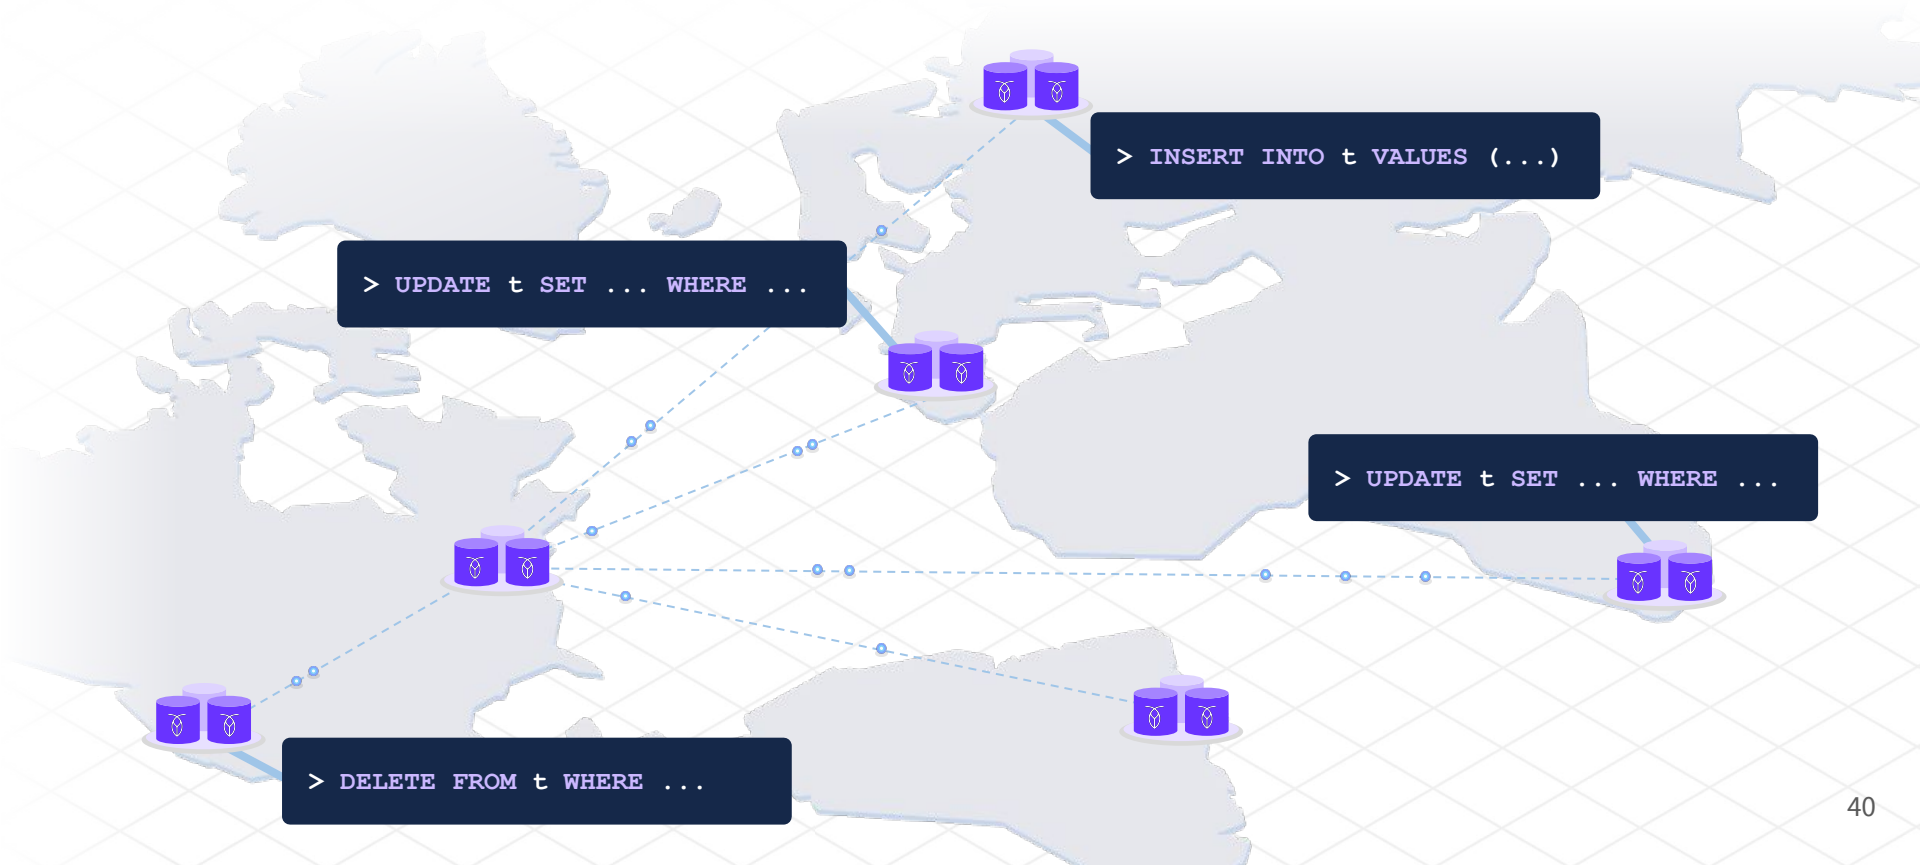 > INSERT INTO t VALUES (...)
> UPDATE t SET ... WHERE ...
> UPDATE t SET ... WHERE ...
> DELETE FROM t WHERE ...
40